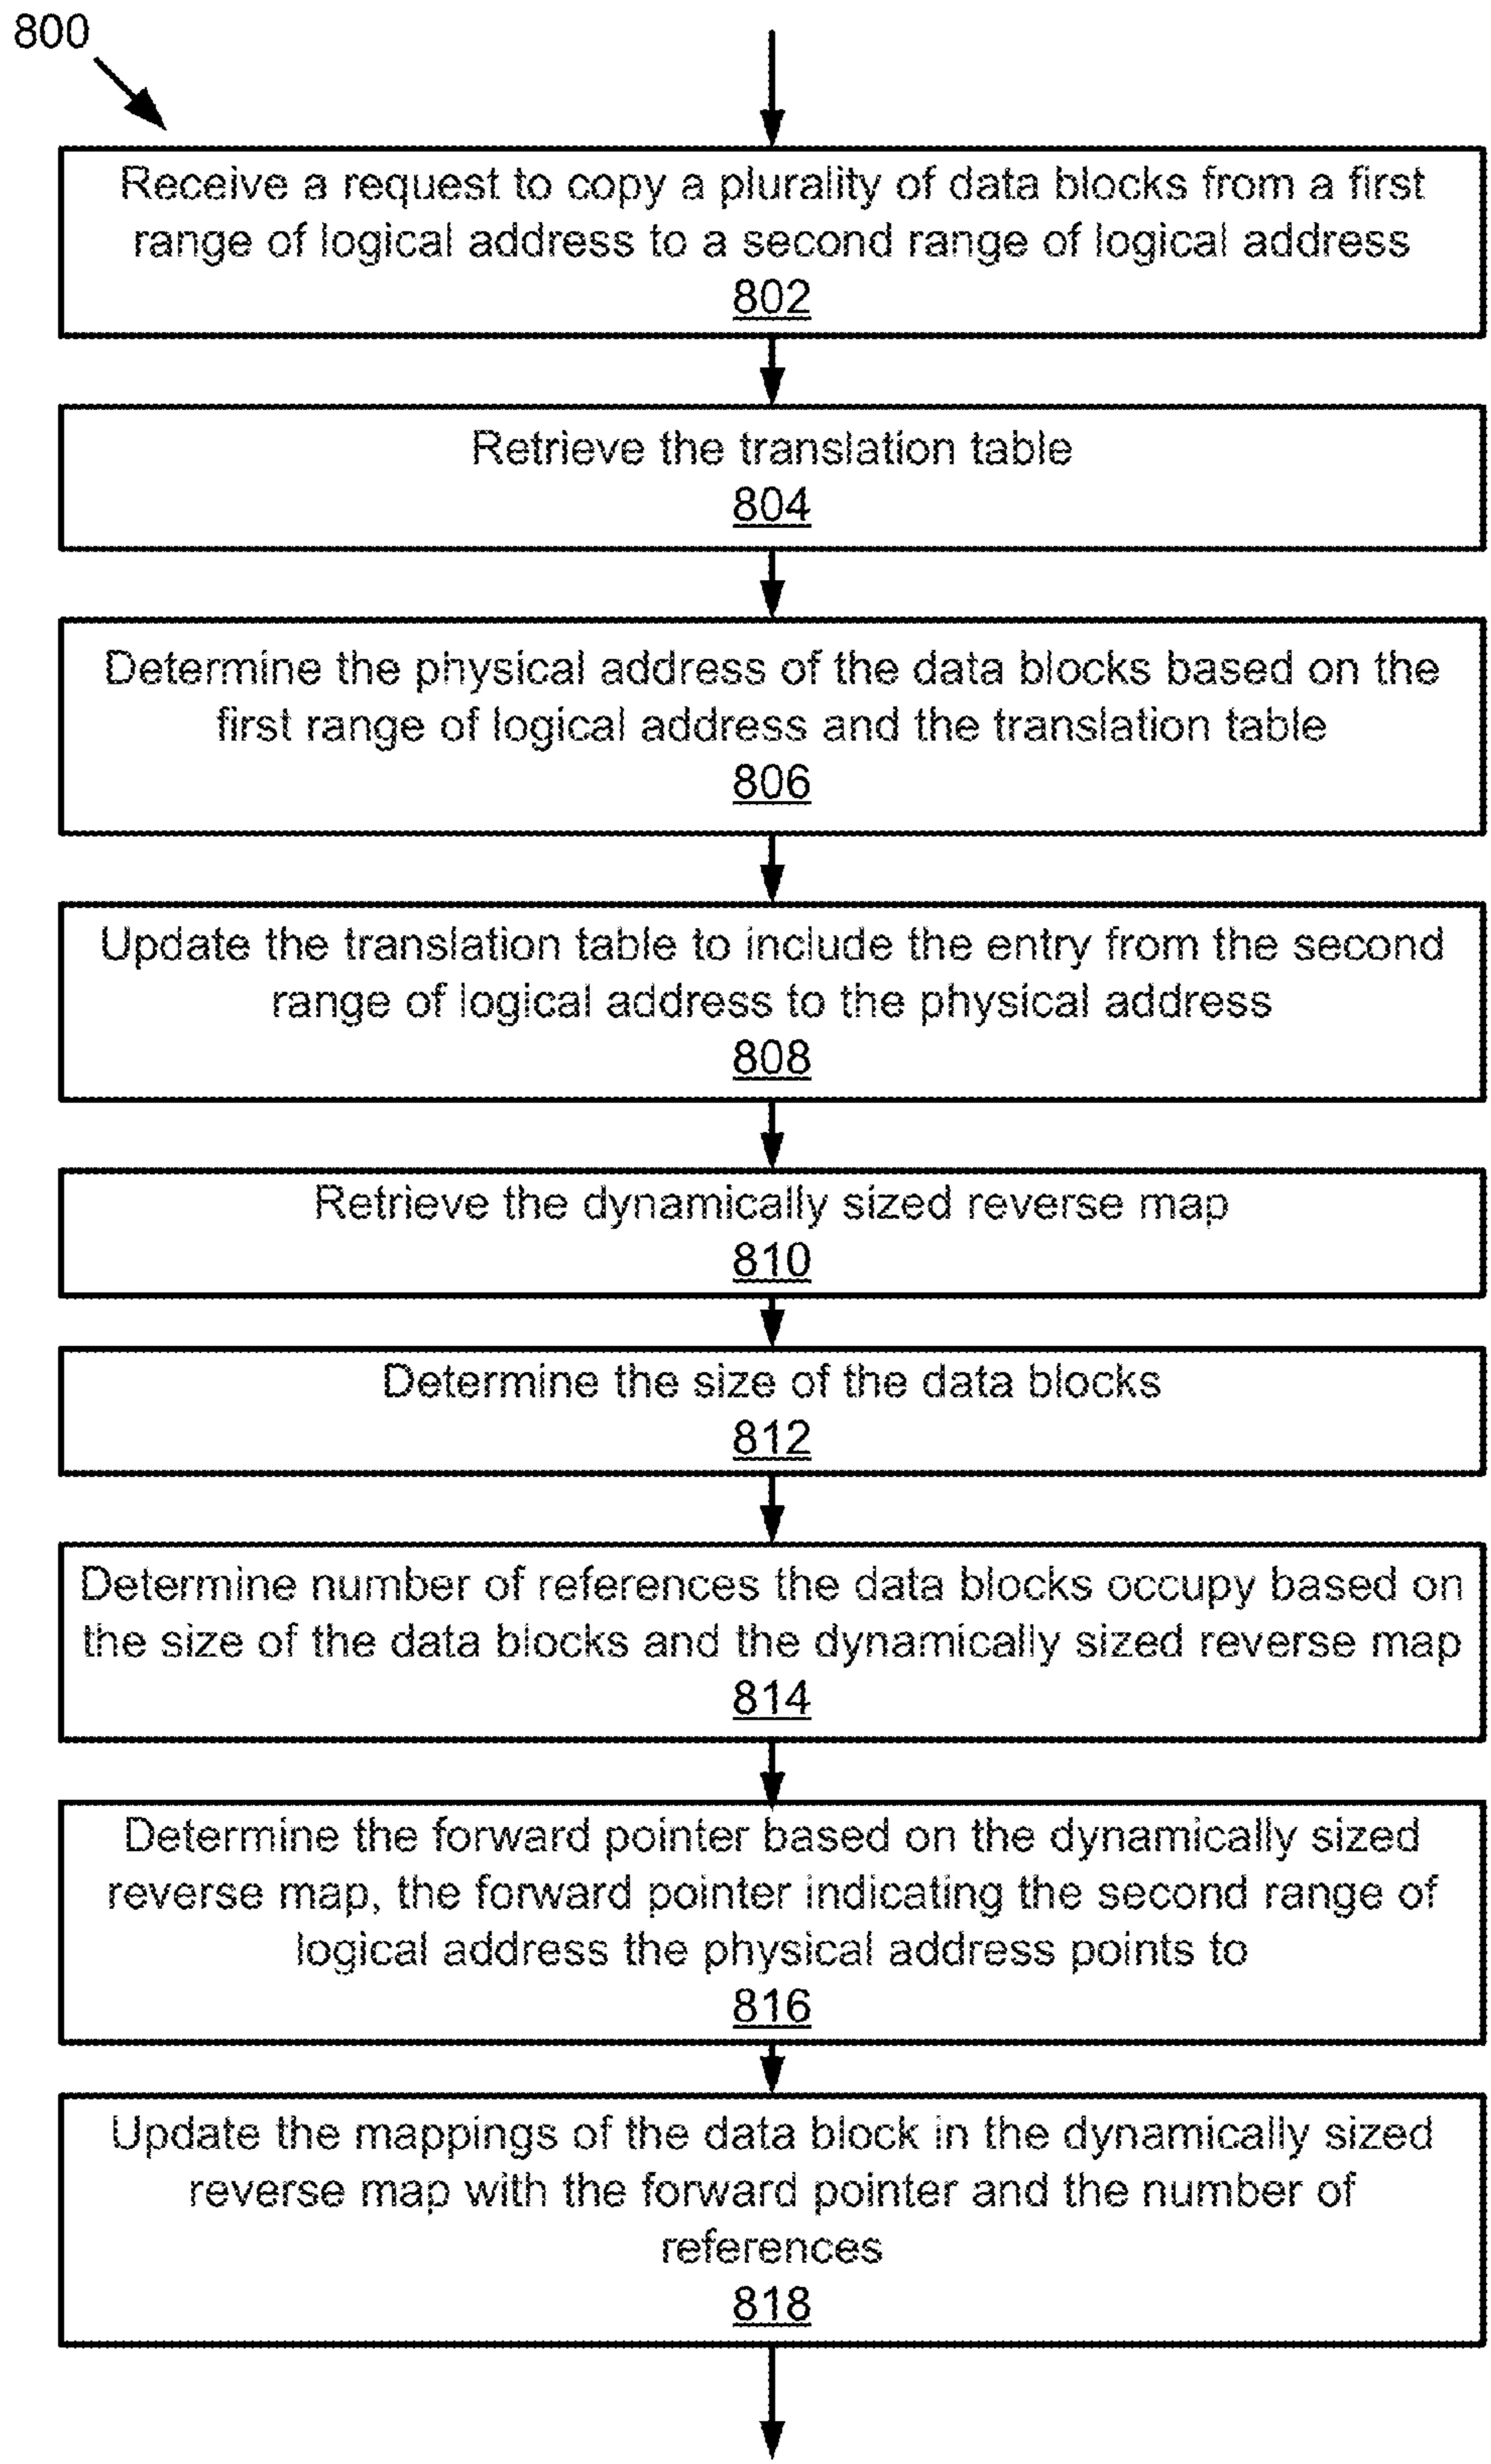 800
Receive a request to copy a plurality of data blocks from a first
range of logical address to a second range of logical address
802
Retrieve the translation table
804
Determine the physical address of the data blocks based on the
first range of logical address and the translation table
806
Update the translation table to include the entry from the second
range of logical address to the physical address
808
Retrieve the dynamically sized reverse map
810
Determine the size of the data blocks
812
Determine number of references the data blocks occupy based on
the size of the data blocks and the dynamically sized reverse map
814
Determine the forward pointer based on the dynamically sized
reverse map, the forward pointer indicating the second range of
logical address the physical address points to
816
Update the mappings of the data block in the dynamically sized
reverse map with the forward pointer and the number of
references
818